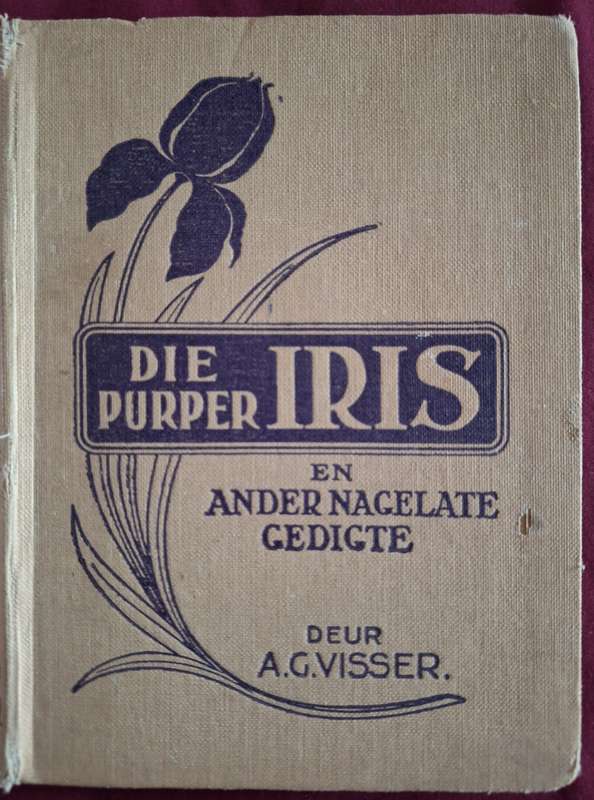 DIE
PURPER IRIS
EN
ANDER NAGELATE
GEDIGTE
DEUR
A.G.VISSER.